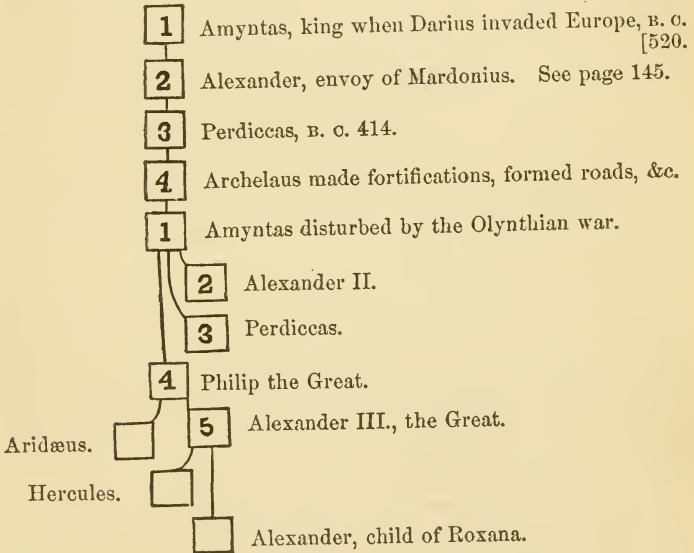 1 Amyntas, king when Darius invaded Europe, B. C.
[520.
2 Alexander, envoy of Mardonius. See page 145.
3 Perdiccas, B. C. 414.
4 Archelaus made fortifications, formed roads, &c.
1 Amyntas disturbed by the Olynthian war.
2 Alexander II.
3 Perdiccas.
4 Philip the Great.
5 Alexander III., the Great.
Aridæus.
Hercules.
Alexander, child of Roxana.